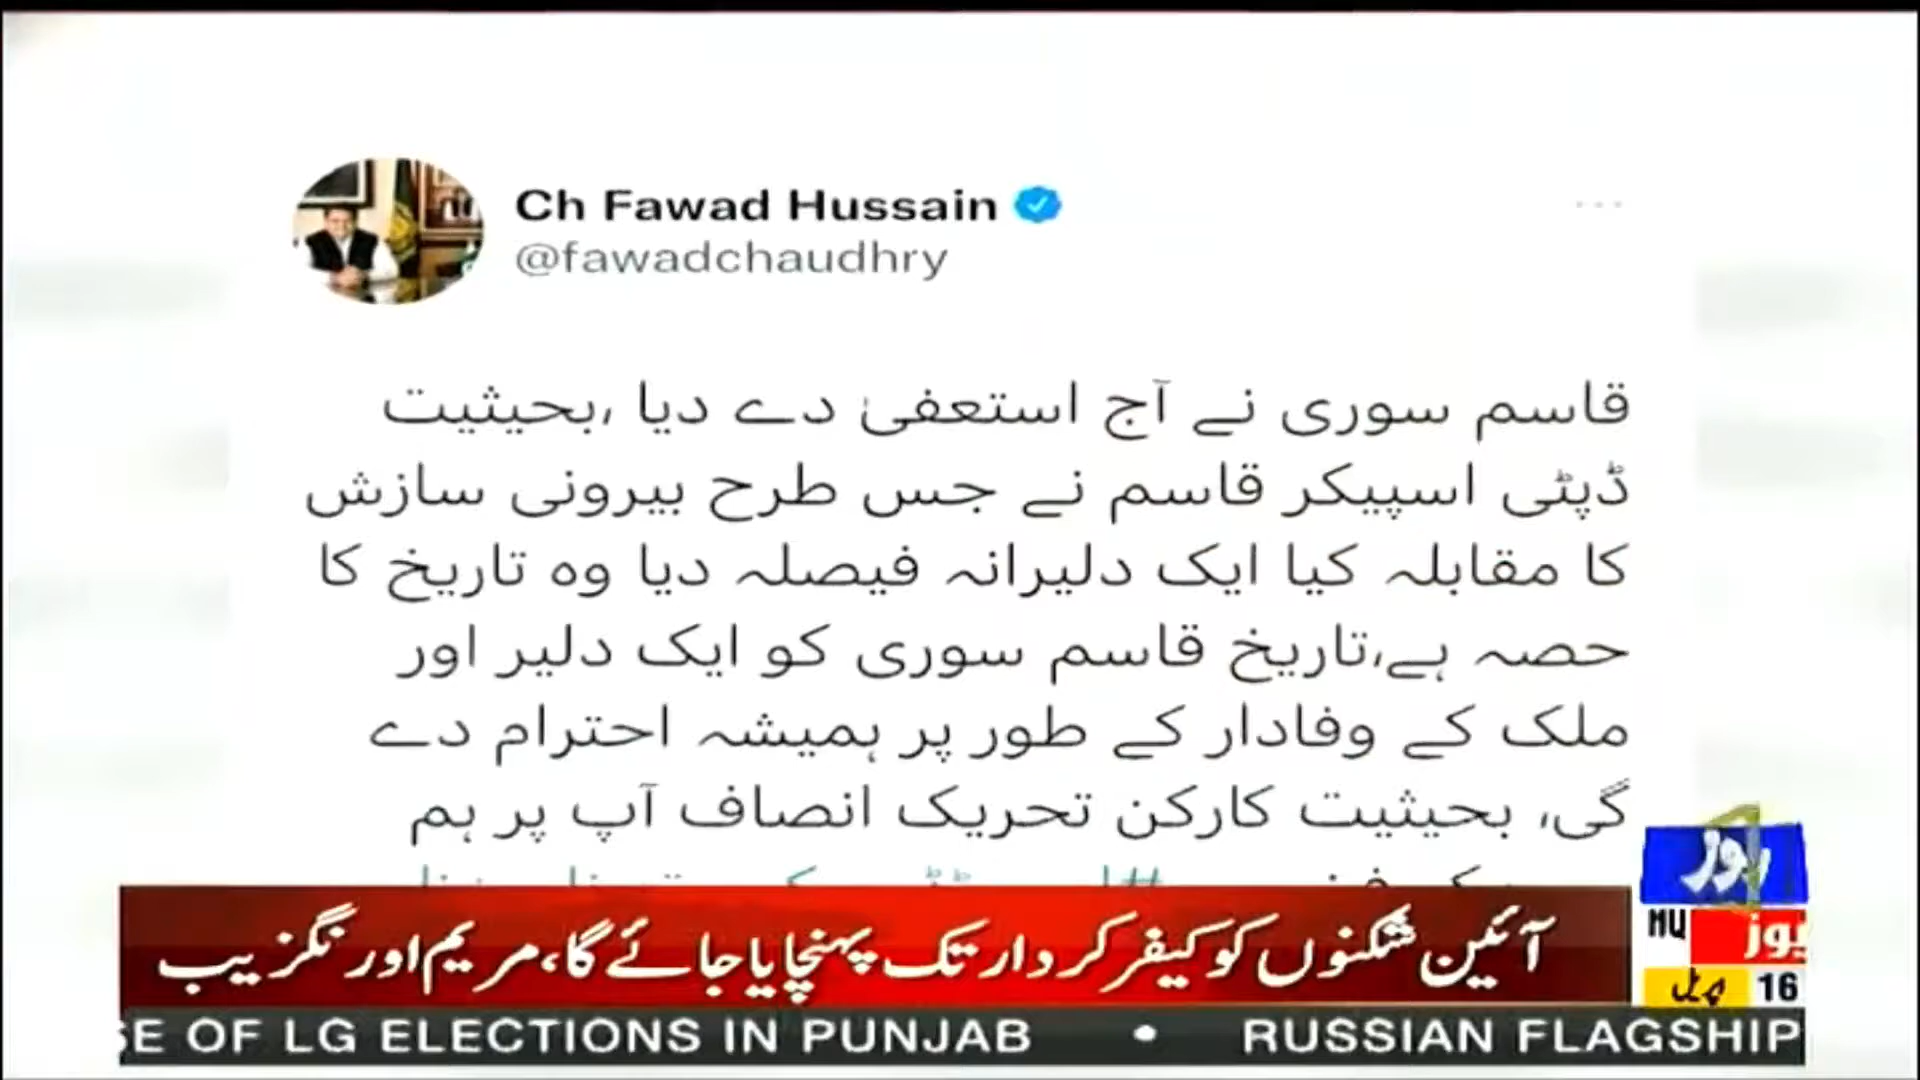 Ch Fawad Hussain
@fawadchaudhry
قاسم سوری نے آج استعفیٰ دے دیا ،بحیثیت
ڈپٹی اسپیکر قاسم نے جس طرح بیرونی سازش
کا مقابلہ کیا ایک دلیرانہ فیصلہ دیا وہ تاریخ کا
حصہ ہے،تاریخ قاسم سوری کو ایک دلیر اور
ملک کے وفادار کے طور پر ہمیشہ احترام دے
گی، بحیثیت کارکن تحریک انصاف آپ پر ہم
آئین شکنوں کو کیفر کردار تک پہنچایا جائے گا، مریم اورنگزیب
روز
نیوز
16 اپریل
SE OF LG ELECTIONS IN PUNJAB • RUSSIAN FLAGSHIP